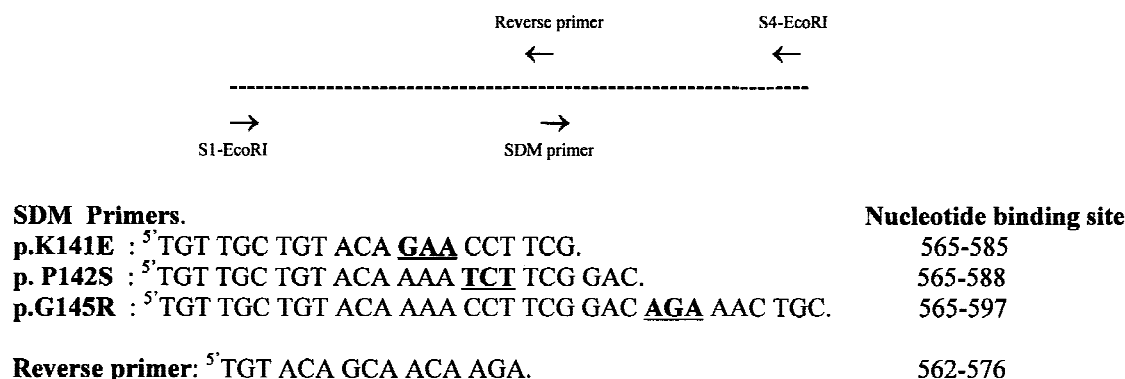 Reverse primer S4-EcoRI
S1-EcoRI SDM primer
SDM Primers. Nucleotide binding site
p.K141E : 5'TGT TGC TGT ACA GAA CCT TCG. 565-585
p. P142S : 5'TGT TGC TGT ACA AAA TCT TCG GAC. 565-588
p.G145R : 5'TGT TGC TGT ACA AAA CCT TCG GAC AGA AAC TGC. 565-597
Reverse primer: 5'TGT ACA GCA ACA AGA. 562-576